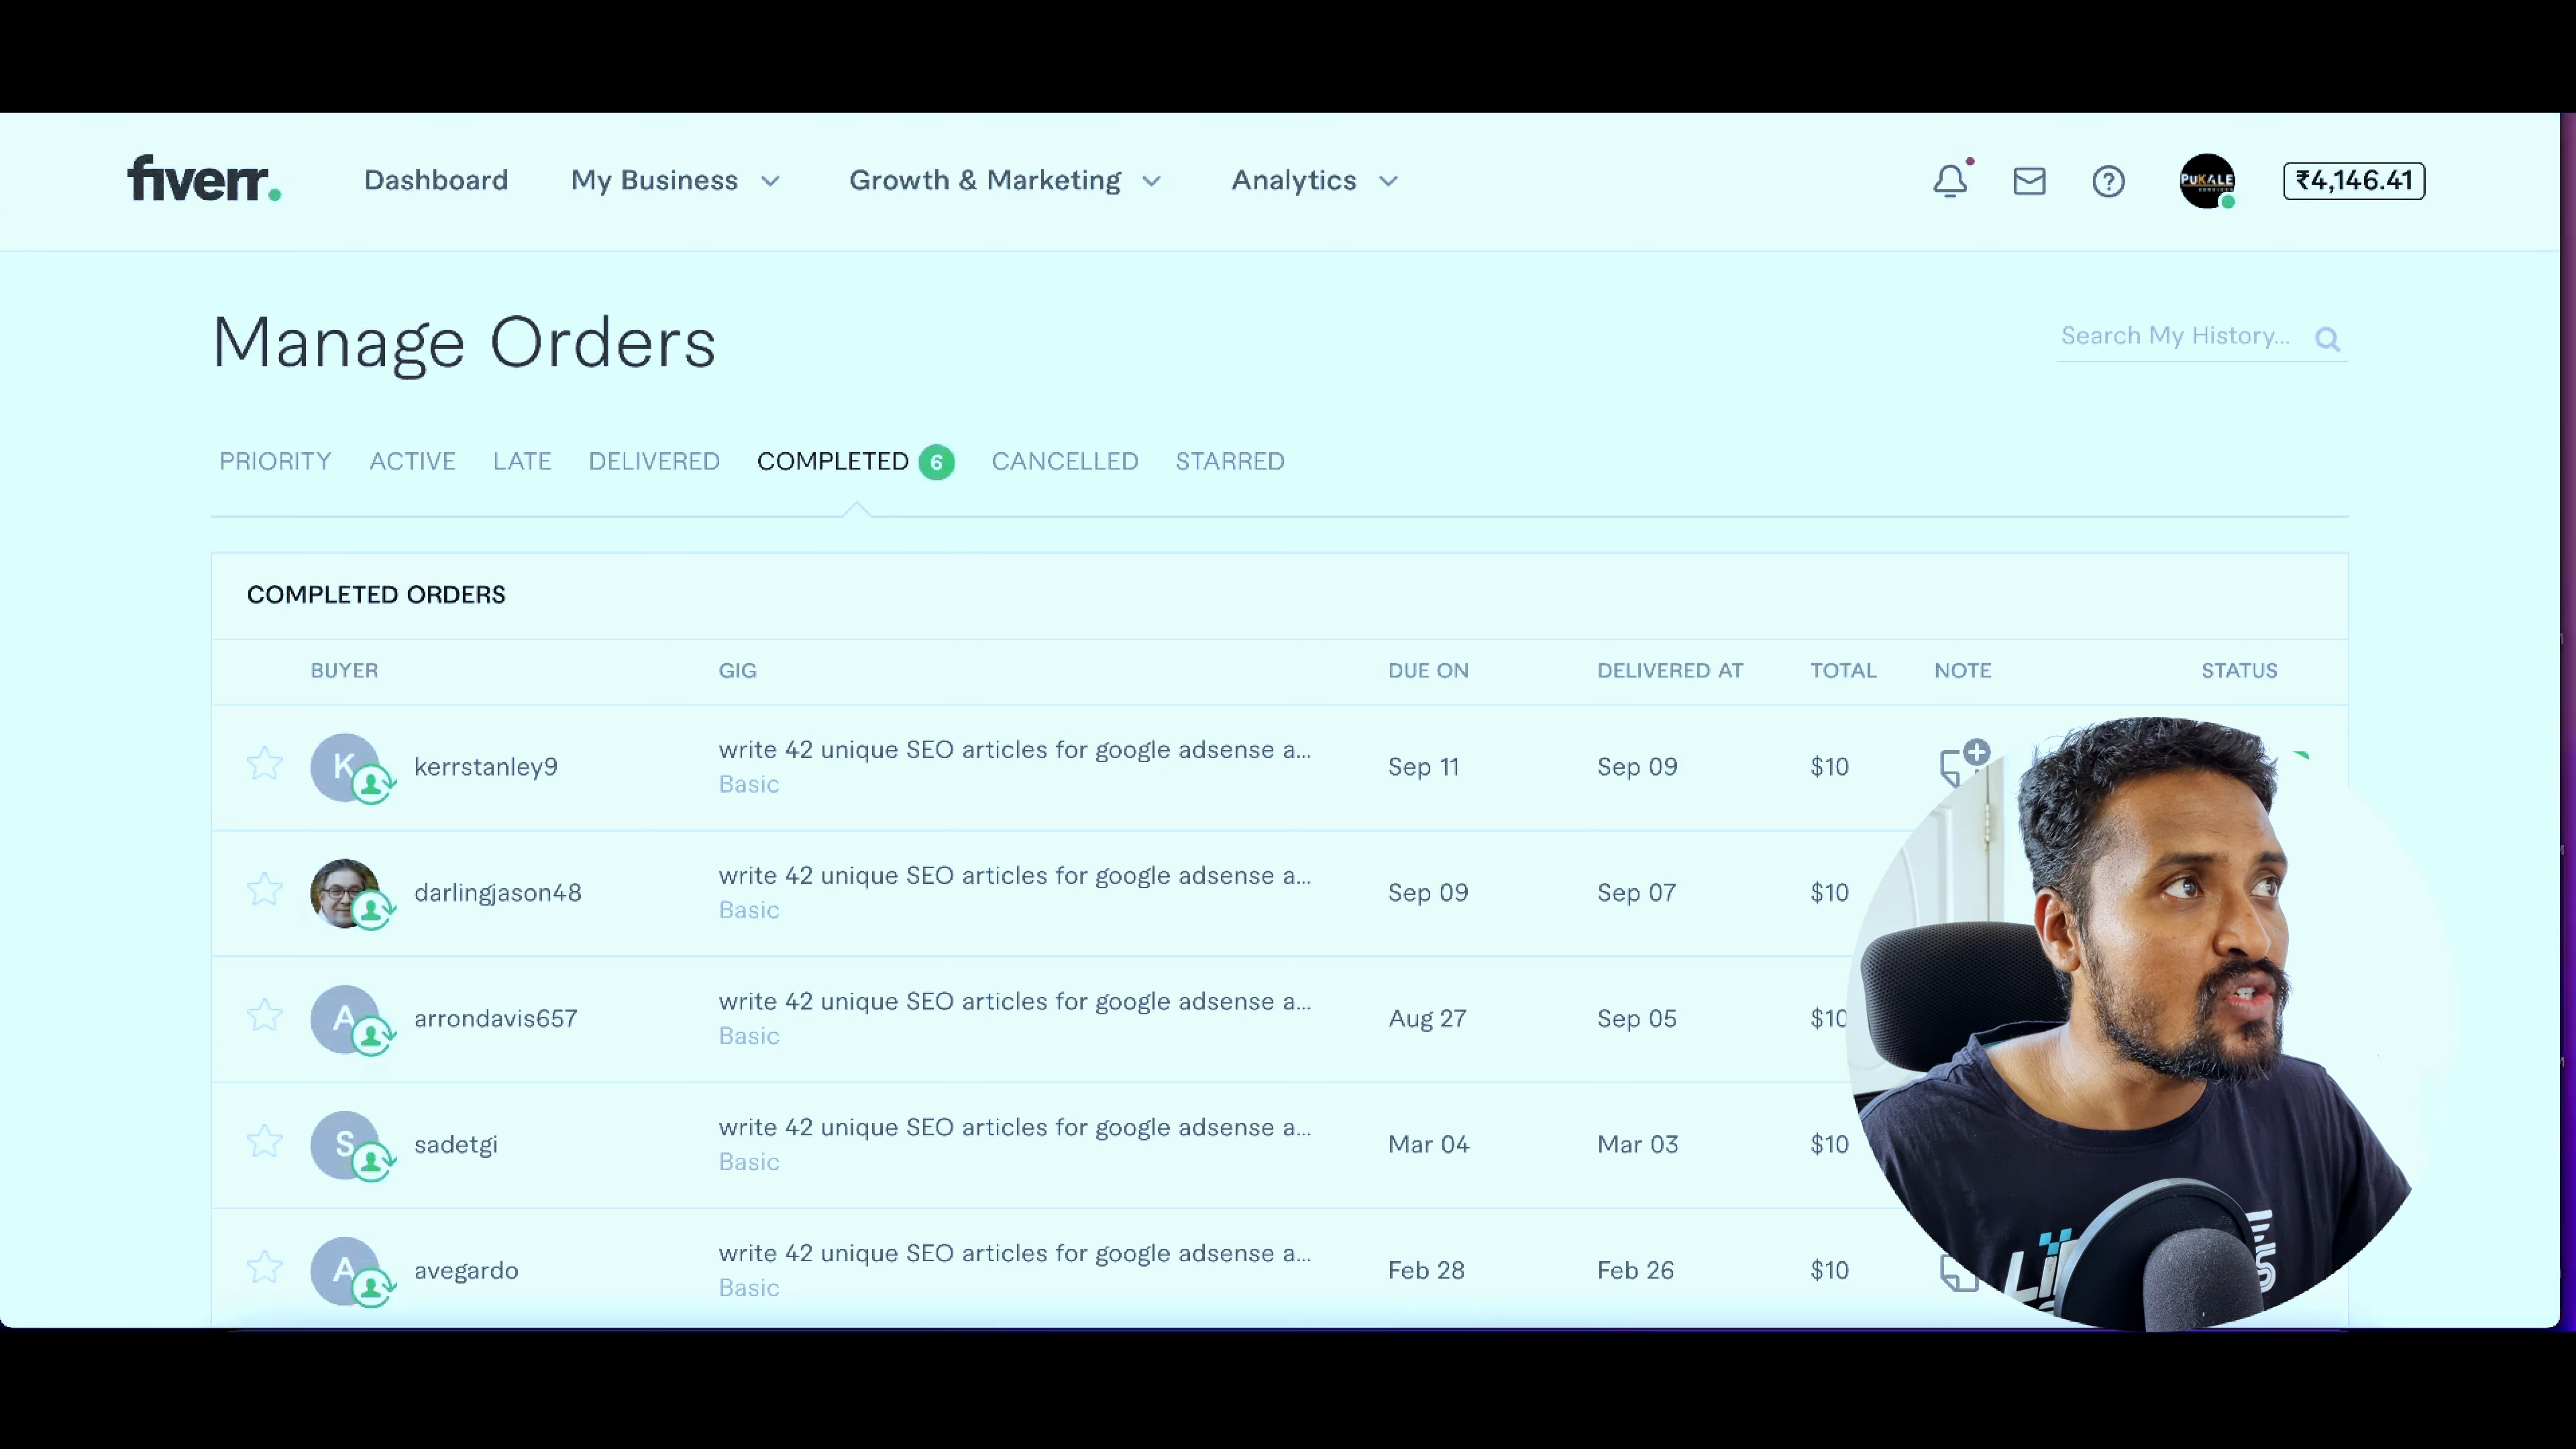 fiverr. Dashboard My Business Growth & Marketing Analytics PUKALE ₹4,146.41
Manage Orders
Search My History...
PRIORITY ACTIVE LATE DELIVERED COMPLETED 6 CANCELLED STARRED
COMPLETED ORDERS
BUYER GIG DUE ON DELIVERED AT TOTAL NOTE STATUS
K kerrstanley9 write 42 unique SEO articles for google adsense a... Sep 11 Sep 09 $10
Basic
darlingjason48 write 42 unique SEO articles for google adsense a... Sep 09 Sep 07 $10
Basic
A arrondavis657 write 42 unique SEO articles for google adsense a... Aug 27 Sep 05 $10
Basic
S sadetgi write 42 unique SEO articles for google adsense a... Mar 04 Mar 03 $10
Basic
A avegardo write 42 unique SEO articles for google adsense a... Feb 28 Feb 26 $10
Basic